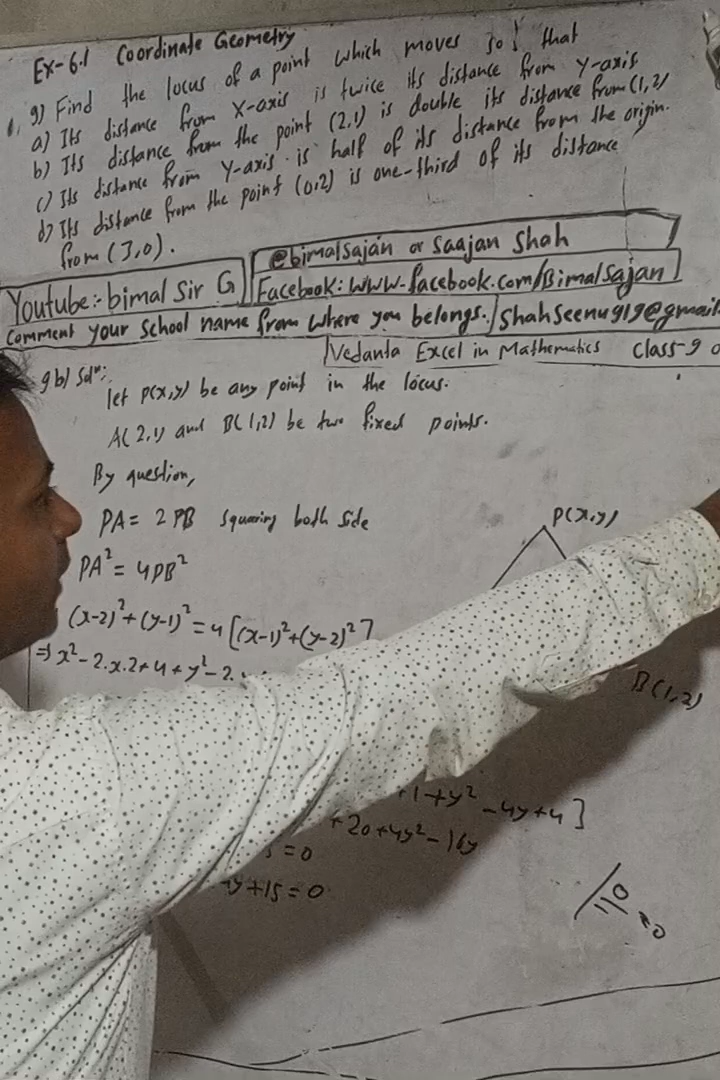 Ex-6.1 Coordinate Geometry
1. 9) Find the locus of a point which moves so that
a) Its distance from X-axis is twice its distance from Y-axis
b) Its distance from the point (2,1) is double its distance from (1,2)
c) Its distance from Y-axis is half of its distance from the origin.
d) Its distance from the point (0,2) is one-third of its distance
from (3,0).
Youtube:- bimal Sir G
@bimalsajan or Saajan Shah
Facebook: www.facebook.com/Bimalsajan
Comment your school name from where you belongs.
Shahseenu919@gmail
Vedanta Excel in Mathematics Class-9
9 b) Solⁿ:
let P(x,y) be any point in the locus.
A(2,1) and B(1,2) be two fixed points.
By question,
PA = 2PB squaring both side
PA² = 4PB²
(x-2)²+(y-1)² = 4[(x-1)²+(y-2)²]
⇒ x²-2.x.2+4+y²-2.
P(x,y)
B(1,2)
1+y²-4y+4]
+20+4y²-16y
=0
y+15=0